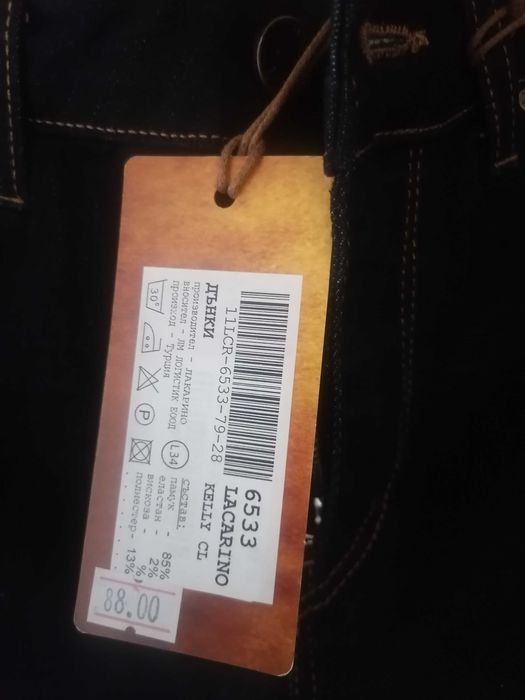 6533
LACARINO
KELLY CL
11LCR-6533-79-28
ДЪНКИ
производител - ЛАКАРИНО
вносител - ЛМ ЛОГИСТИК ЕООД
произход - Турция
30°
P
L34
състав:
памук - 85%
еластан - 2%
вискоза - %
полиестер- 13%
88.00